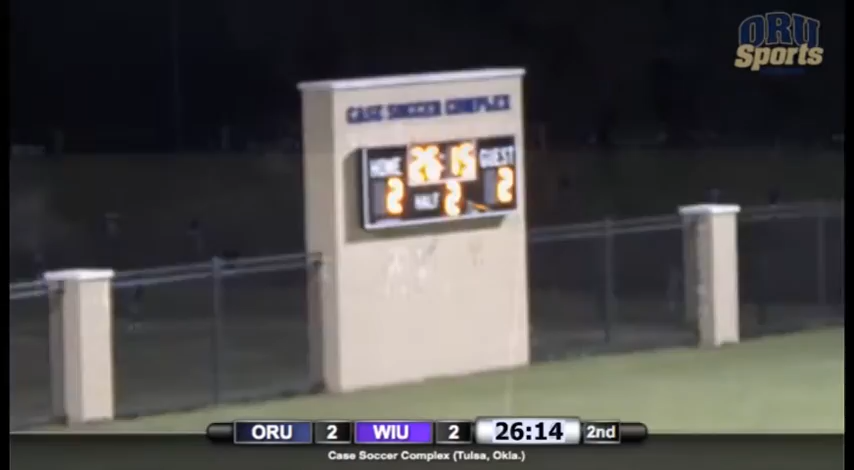 ORU
Sports
CASE SOCCER COMPLEX
HOME 26:15 GUEST
2 HALF 2 2
ORU 2 WIU 2 26:14 2nd
Case Soccer Complex (Tulsa, Okla.)